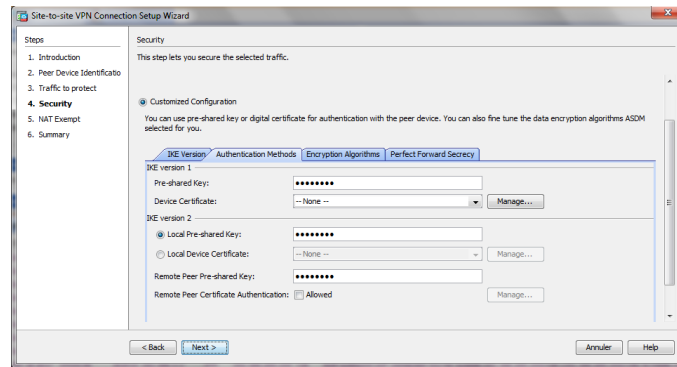 Site-to-site VPN Connection Setup Wizard
Steps
1. Introduction
2. Peer Device Identificatio
3. Traffic to protect
4. Security
5. NAT Exempt
6. Summary
Security
This step lets you secure the selected traffic.
Customized Configuration
You can use pre-shared key or digital certificate for authentication with the peer device. You can also fine tune the data encryption algorithms ASDM
selected for you.
IKE Version Authentication Methods Encryption Algorithms Perfect Forward Secrecy
IKE version 1
Pre-shared Key: ••••••••
Device Certificate: -- None -- Manage...
IKE version 2
Local Pre-shared Key: ••••••••
Local Device Certificate: -- None -- Manage...
Remote Peer Pre-shared Key: ••••••••
Remote Peer Certificate Authentication: Allowed Manage...
< Back Next > Annuler Help